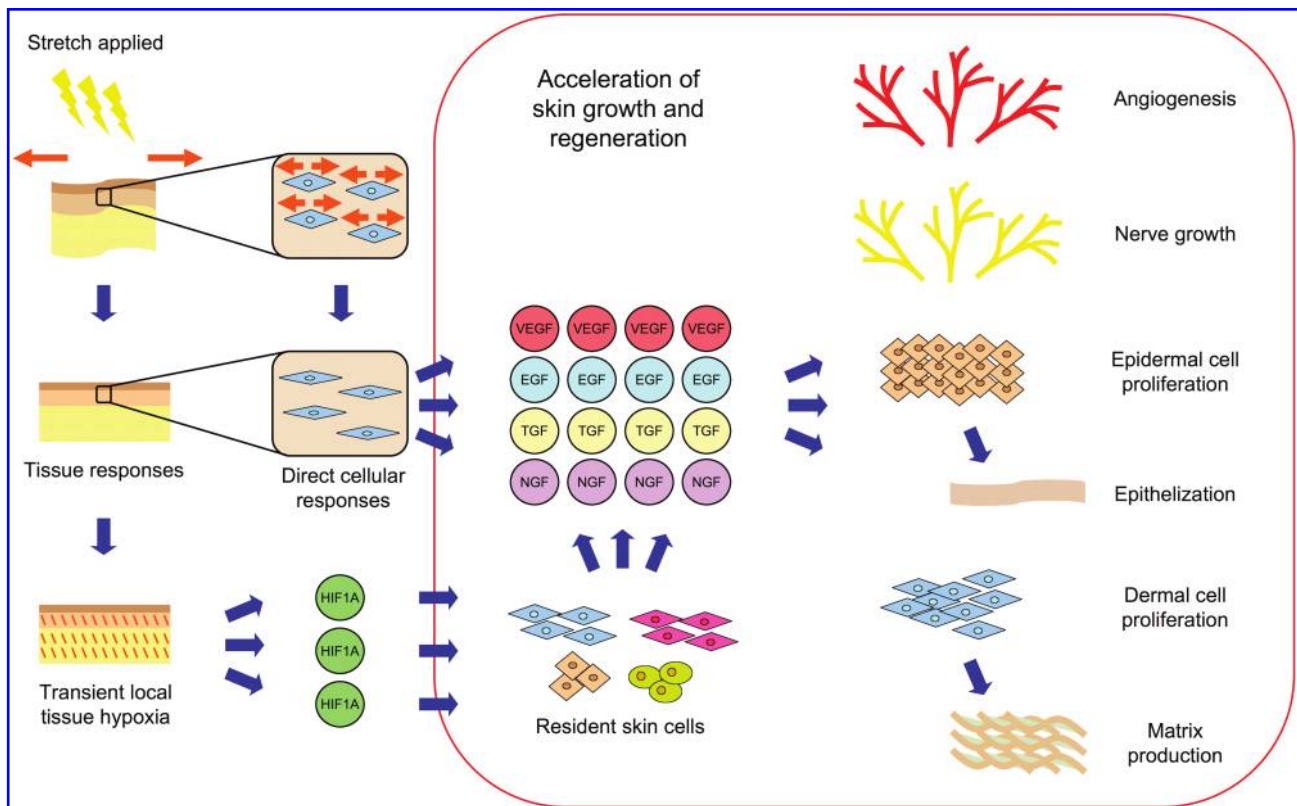 Stretch applied
Acceleration of
skin growth and
regeneration
Angiogenesis
Nerve growth
VEGF VEGF VEGF VEGF
EGF EGF EGF EGF
TGF TGF TGF TGF
NGF NGF NGF NGF
Epidermal cell
proliferation
Tissue responses
Direct cellular
responses
Epithelization
HIF1A
HIF1A
HIF1A
Dermal cell
proliferation
Transient local
tissue hypoxia
Resident skin cells
Matrix
production